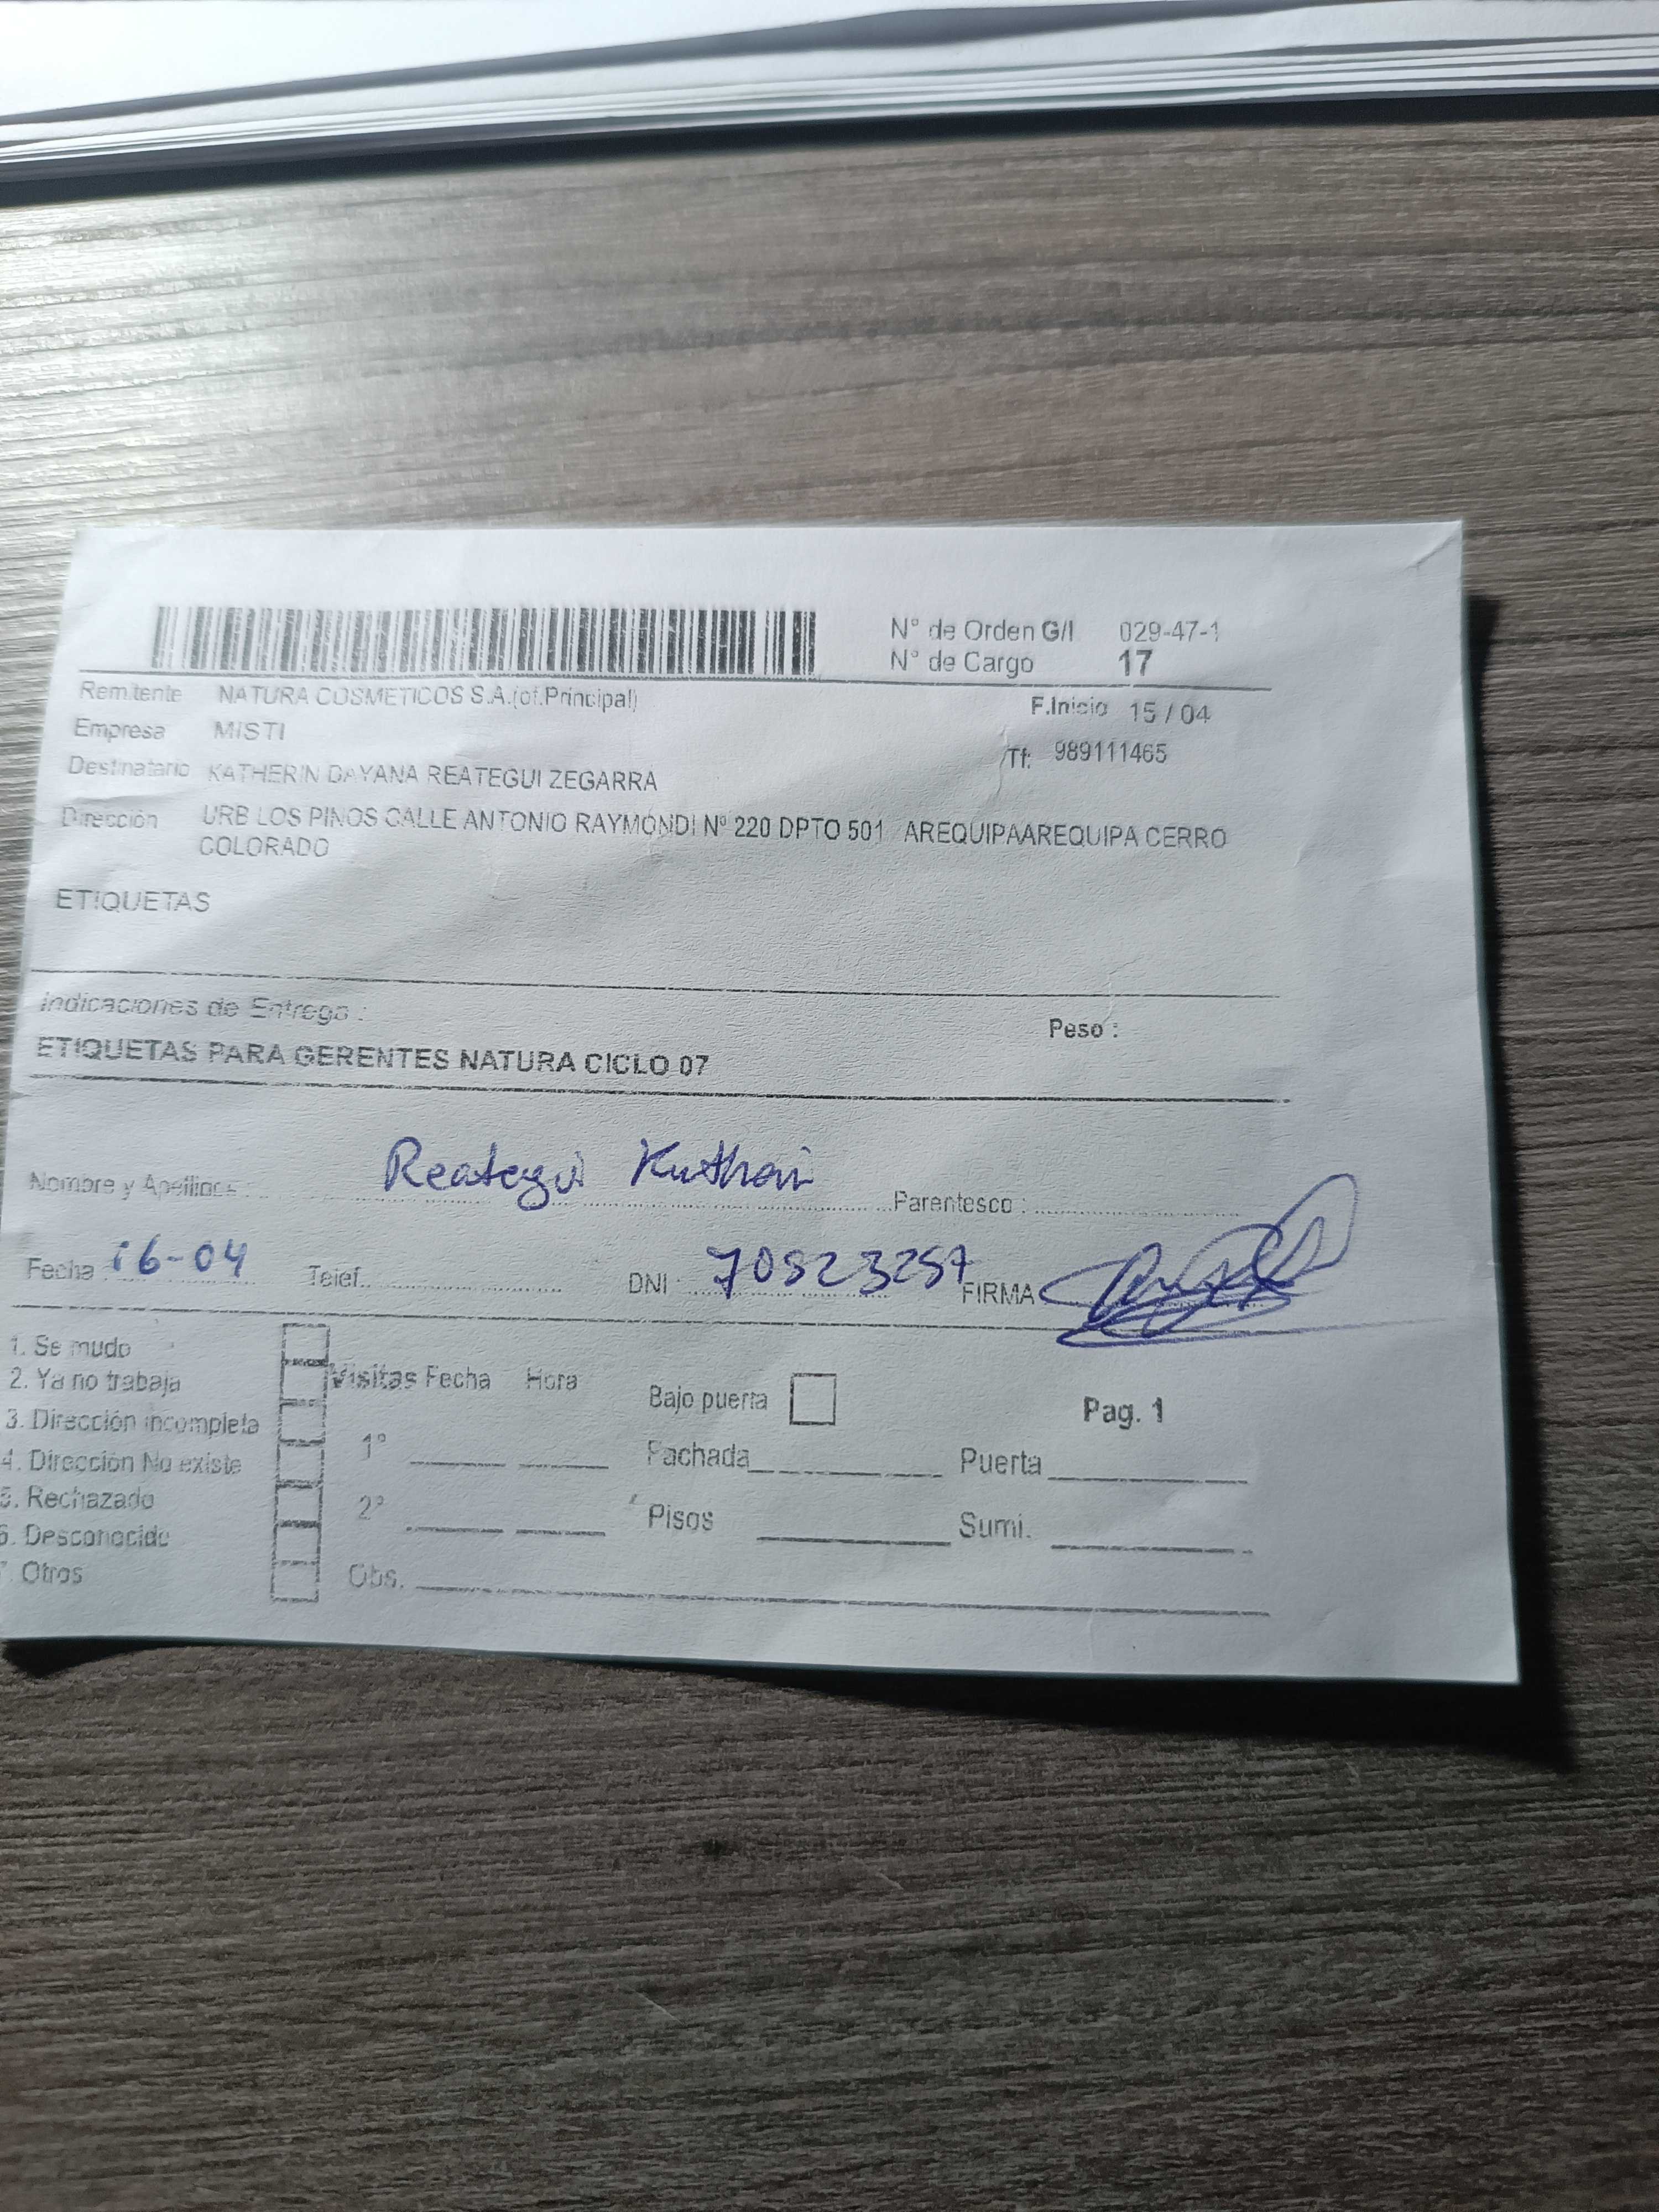 N° de Orden G/I 029-47-1
N° de Cargo 17
Remitente NATURA COSMETICOS S.A.(of.Principal)
F.Inicio 15 / 04
Empresa MISTI
Tf: 989111465
Destinatario KATHERIN DAYANA REATEGUI ZEGARRA
Dirección URB LOS PINOS CALLE ANTONIO RAYMONDI Nº 220 DPTO 501 AREQUIPAAREQUIPA CERRO
COLORADO
ETIQUETAS
Indicaciones de Entrega :
Peso :
ETIQUETAS PARA GERENTES NATURA CICLO 07
Nombre y Apellidos : Reategui Parentesco :
Fecha 16-04 Telef. DNI : 70523257 FIRMA
1. Se mudo
2. Ya no trabaja
3. Dirección incompleta
4. Dirección No existe
5. Rechazado
6. Desconocido
7. Otros
Visitas Fecha Hora
1°
2°
Obs.
Bajo puerta
Pag. 1
Fachada Puerta
Pisos Sumi.